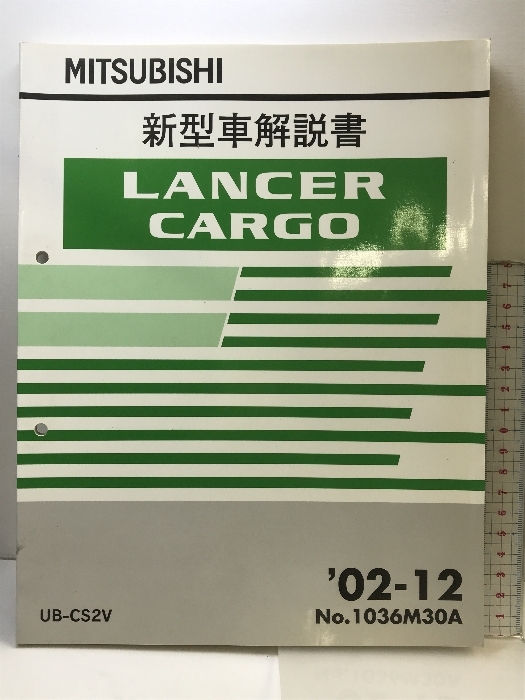 MITSUBISHI
新型車解説書
LANCER
CARGO
'02-12
UB-CS2V
No.1036M30A